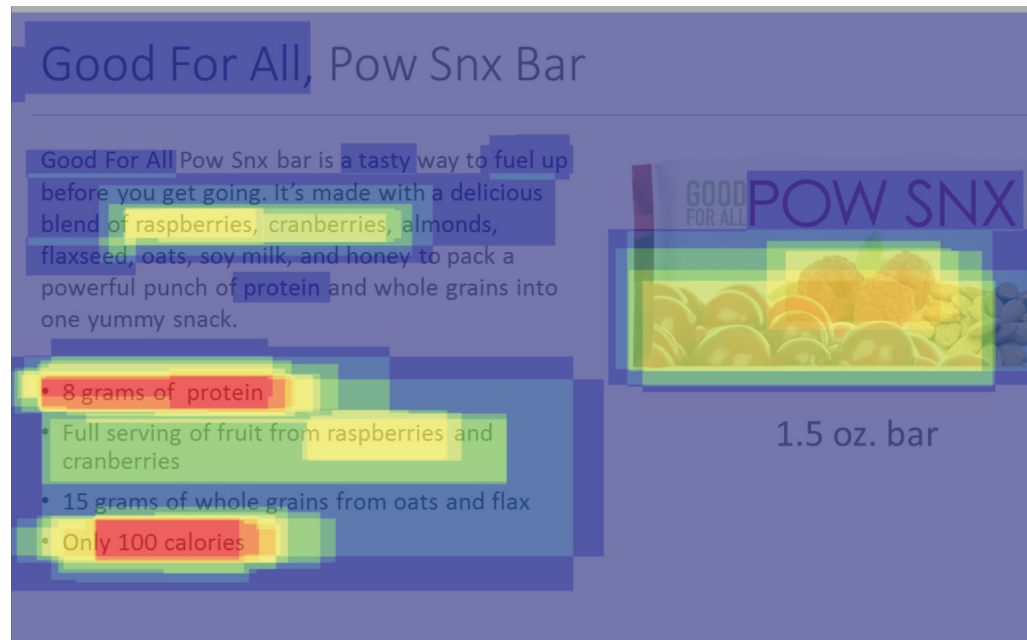 Good For All, Pow Snx Bar
Good For All Pow Snx bar is a tasty way to fuel up
before you get going. It's made with a delicious
blend of raspberries, cranberries, almonds,
flaxseed, oats, soy milk, and honey to pack a
powerful punch of protein and whole grains into
one yummy snack.
• 8 grams of protein
• Full serving of fruit from raspberries and
cranberries
• 15 grams of whole grains from oats and flax
• Only 100 calories
GOOD
FOR ALL
POW SNX
1.5 oz. bar